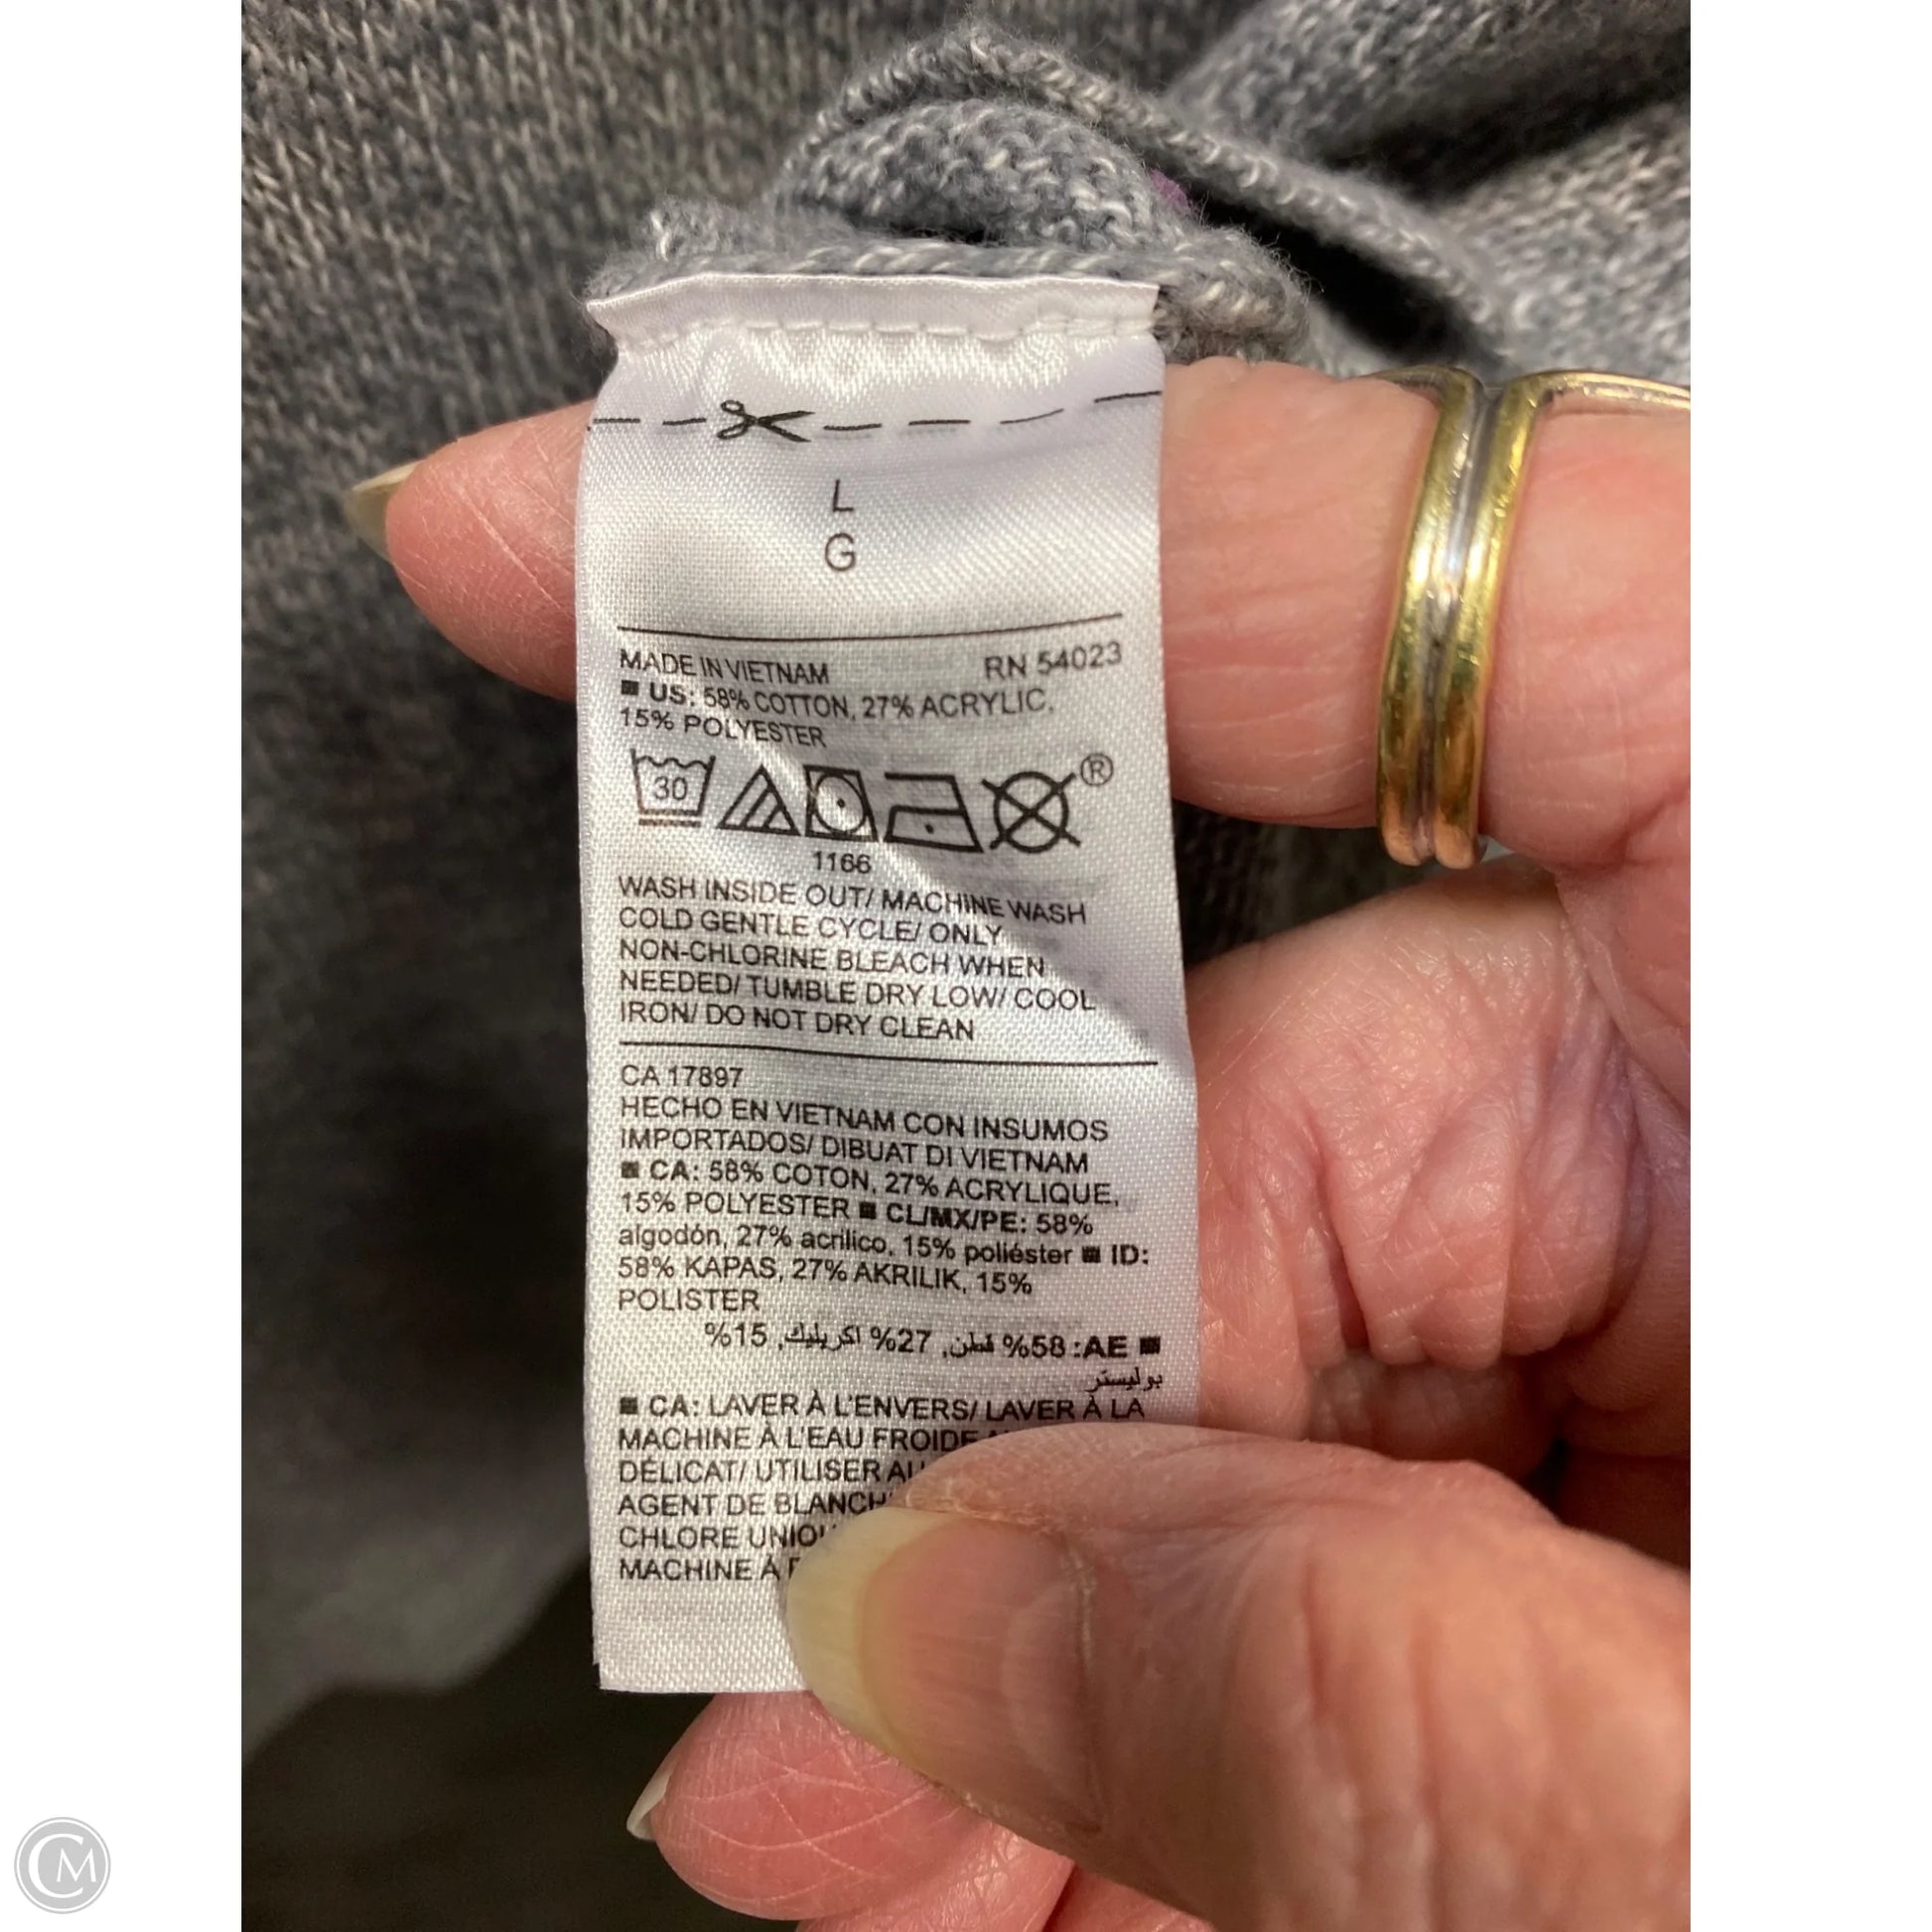 L
G
MADE IN VIETNAM RN 54023
■ US: 58% COTTON, 27% ACRYLIC,
15% POLYESTER
30
®
1166
WASH INSIDE OUT/ MACHINE WASH
COLD GENTLE CYCLE/ ONLY
NON-CHLORINE BLEACH WHEN
NEEDED/ TUMBLE DRY LOW/ COOL
IRON/ DO NOT DRY CLEAN
CA 17897
HECHO EN VIETNAM CON INSUMOS
IMPORTADOS/ DIBUAT DI VIETNAM
■ CA: 58% COTON, 27% ACRYLIQUE,
15% POLYESTER ■ CL/MX/PE: 58%
algodón, 27% acrílico, 15% poliéster ■ ID:
58% KAPAS, 27% AKRILIK, 15%
POLISTER
■ AE: 58% قطن, 27% اكريليك, 15%
بوليستر
■ CA: LAVER À L'ENVERS/ LAVER À LA
MACHINE À L'EAU FROIDE
DÉLICAT/ UTILISER
AGENT DE
CHLORE
MACHINE À
CM